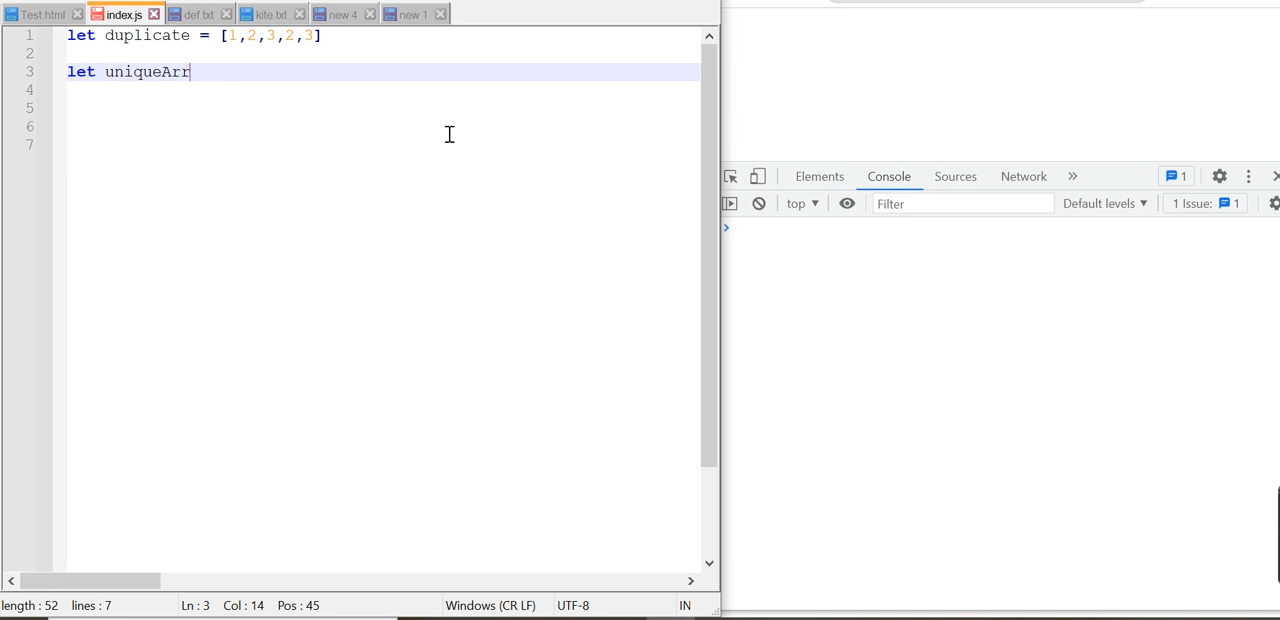 Test.html index.js def.txt kite.txt new 4 new 1
1 let duplicate = [1,2,3,2,3]
2
3 let uniqueArr
4
5
6
7
Elements Console Sources Network » 1
top ▼ Filter Default levels ▼ 1 Issue: 1
>
length : 52 lines : 7 Ln : 3 Col : 14 Pos : 45 Windows (CR LF) UTF-8 IN